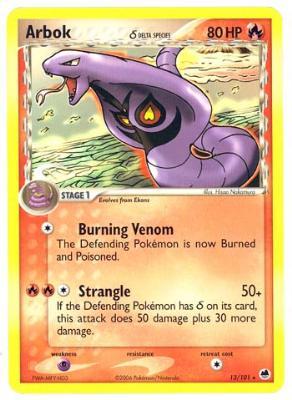 Arbok δ DELTA SPECIES 80 HP
illus. Hisao Nakamura
STAGE 1
Evolves from Ekans
Burning Venom
The Defending Pokémon is now Burned
and Poisoned.
Strangle 50+
If the Defending Pokémon has δ on its card,
this attack does 50 damage plus 30 more
damage.
weakness resistance retreat cost
©2006 Pokémon/Nintendo 13/101 ★